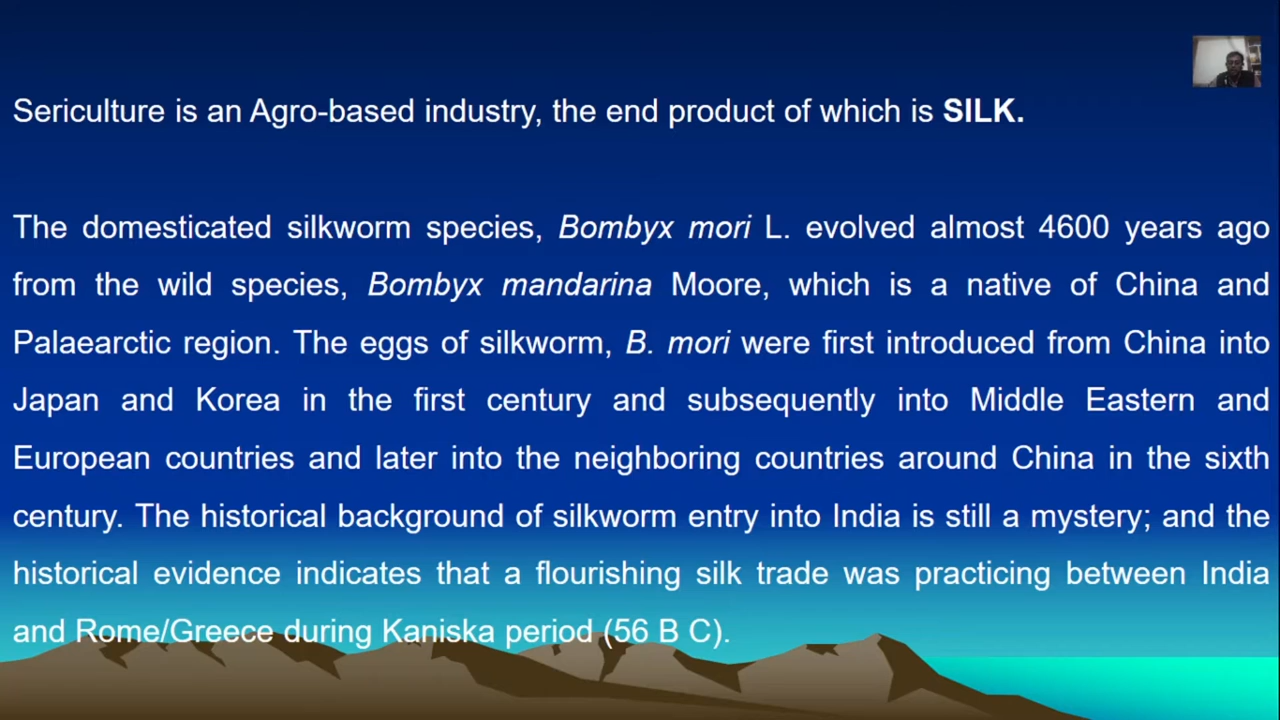 Sericulture is an Agro-based industry, the end product of which is SILK.
The domesticated silkworm species, Bombyx mori L. evolved almost 4600 years ago
from the wild species, Bombyx mandarina Moore, which is a native of China and
Palaearctic region. The eggs of silkworm, B. mori were first introduced from China into
Japan and Korea in the first century and subsequently into Middle Eastern and
European countries and later into the neighboring countries around China in the sixth
century. The historical background of silkworm entry into India is still a mystery; and the
historical evidence indicates that a flourishing silk trade was practicing between India
and Rome/Greece during Kaniska period (56 B C).